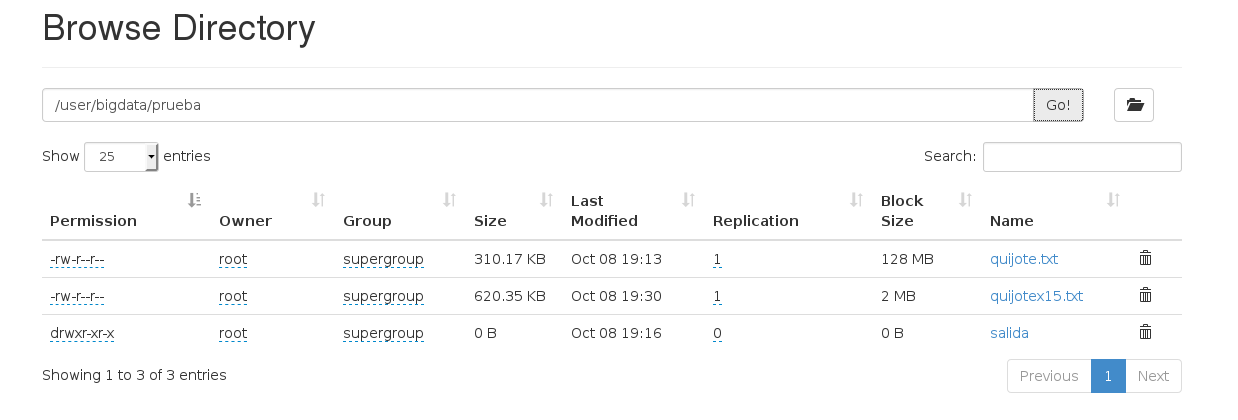 Browse Directory
/user/bigdata/prueba Go!
Show 25 entries Search:
Permission Owner Group Size Last Modified Replication Block Size Name
-rw-r--r-- root supergroup 310.17 KB Oct 08 19:13 1 128 MB quijote.txt
-rw-r--r-- root supergroup 620.35 KB Oct 08 19:30 1 2 MB quijotex15.txt
drwxr-xr-x root supergroup 0 B Oct 08 19:16 0 0 B salida
Showing 1 to 3 of 3 entries Previous 1 Next